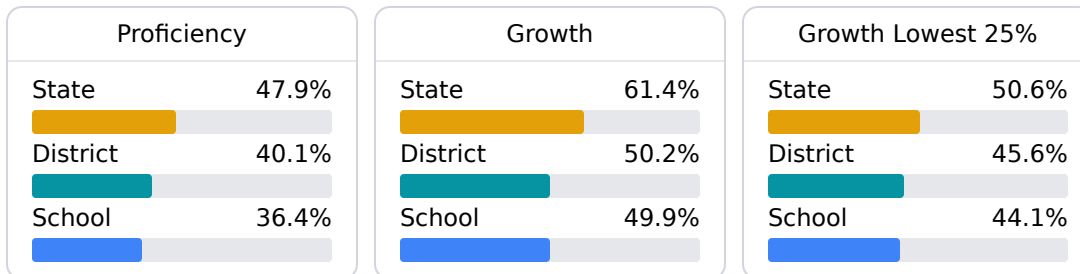 Proficiency
State 47.9%
District 40.1%
School 36.4%
Growth
State 61.4%
District 50.2%
School 49.9%
Growth Lowest 25%
State 50.6%
District 45.6%
School 44.1%